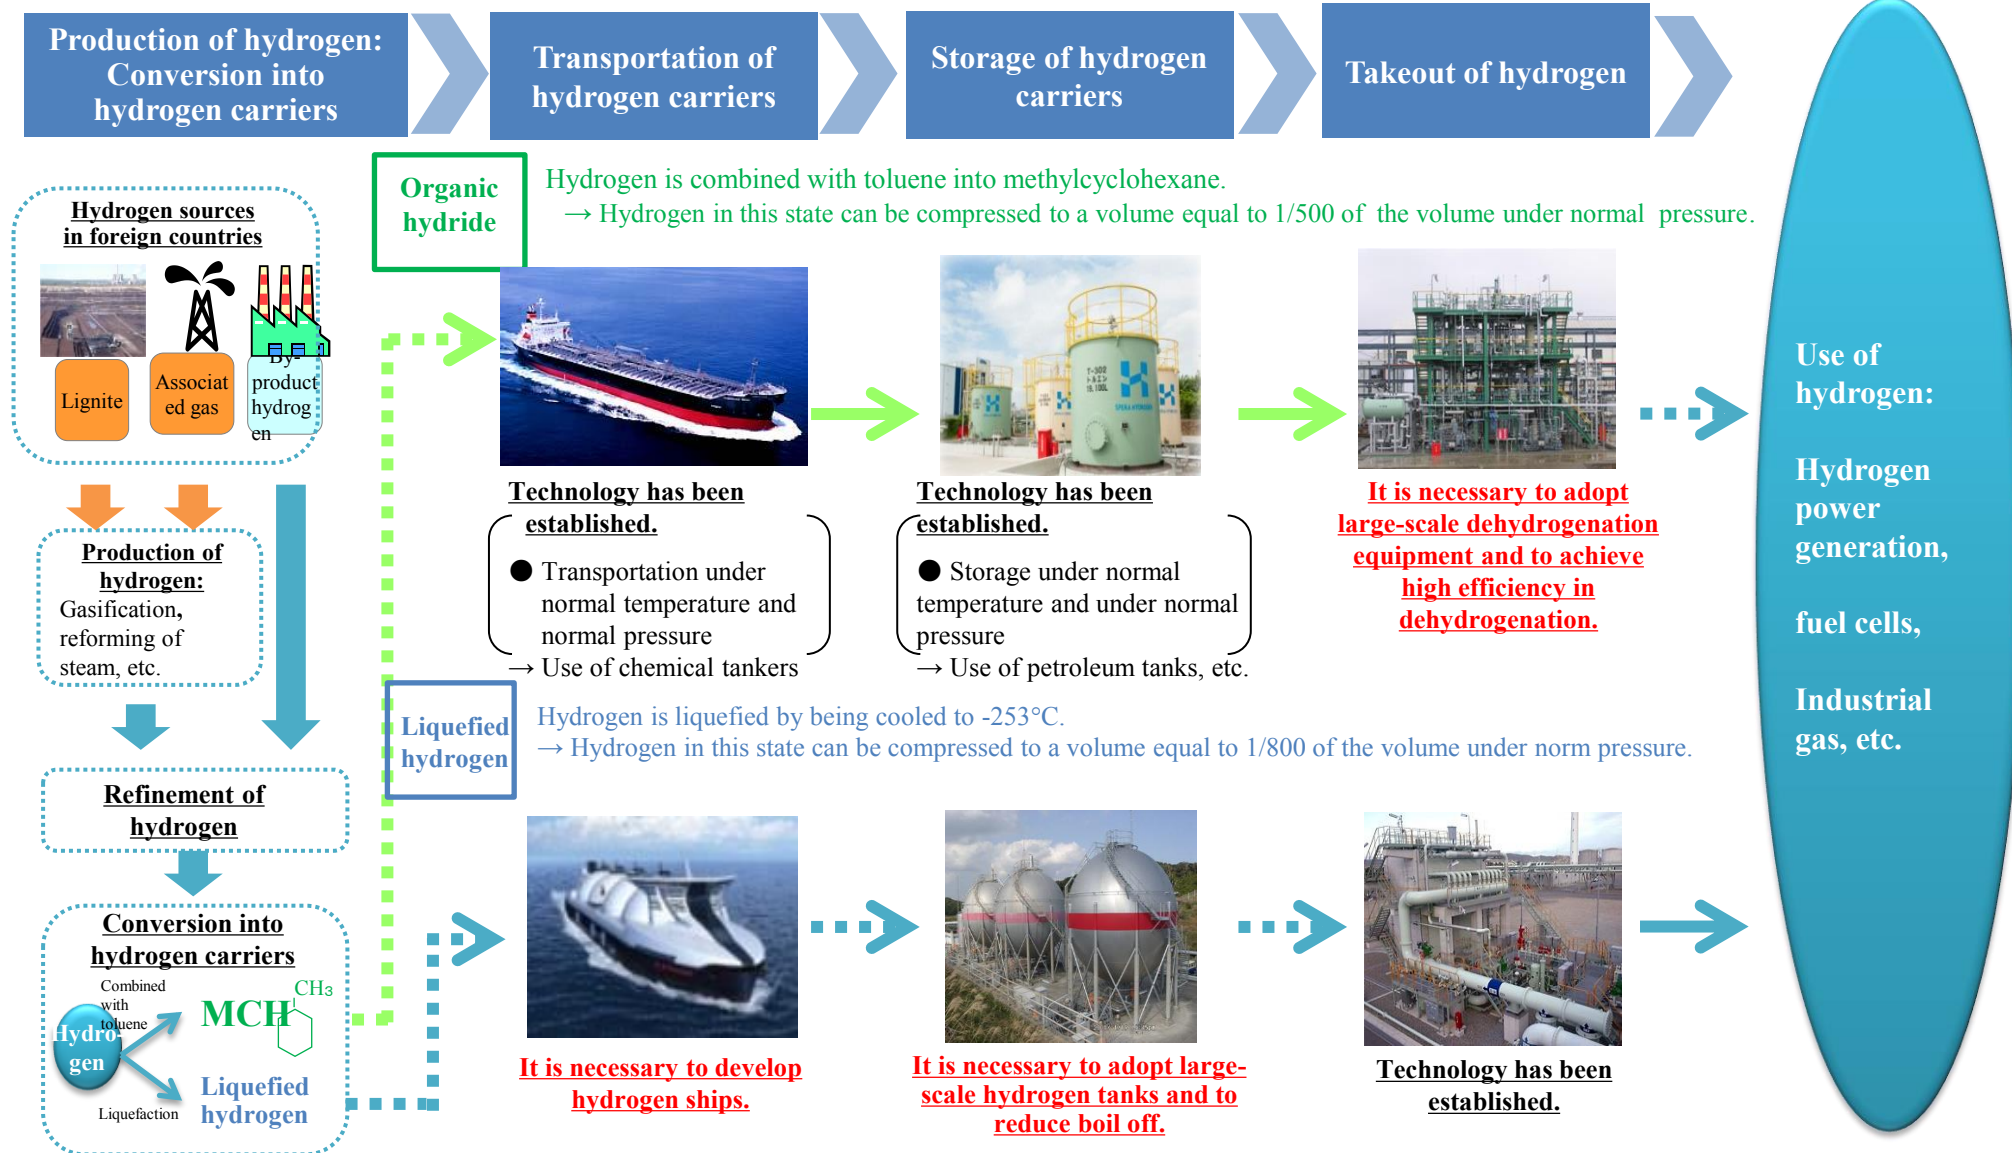 Production of hydrogen:
Conversion into
hydrogen carriers
Transportation of
hydrogen carriers
Storage of hydrogen
carriers
Takeout of hydrogen
Organic
hydride
Hydrogen is combined with toluene into methylcyclohexane.
→ Hydrogen in this state can be compressed to a volume equal to 1/500 of the volume under normal pressure.
Hydrogen sources
in foreign countries
Lignite
Associat
ed gas
By-
product
hydrog
en
T-302
トルエン
SPERA HYDROGEN
Technology has been
established.
● Transportation under
normal temperature and
normal pressure
→ Use of chemical tankers
Technology has been
established.
● Storage under normal
temperature and under normal
pressure
→ Use of petroleum tanks, etc.
It is necessary to adopt
large-scale dehydrogenation
equipment and to achieve
high efficiency in
dehydrogenation.
Production of
hydrogen:
Gasification,
reforming of
steam, etc.
Liquefied
hydrogen
Hydrogen is liquefied by being cooled to -253°C.
→ Hydrogen in this state can be compressed to a volume equal to 1/800 of the volume under norm pressure.
Refinement of
hydrogen
Conversion into
hydrogen carriers
Combined
with
toluene
Hydro-
gen
MCH
CH₃
Liquefaction
Liquefied
hydrogen
It is necessary to develop
hydrogen ships.
It is necessary to adopt large-
scale hydrogen tanks and to
reduce boil off.
Technology has been
established.
Use of
hydrogen:
Hydrogen
power
generation,
fuel cells,
Industrial
gas, etc.